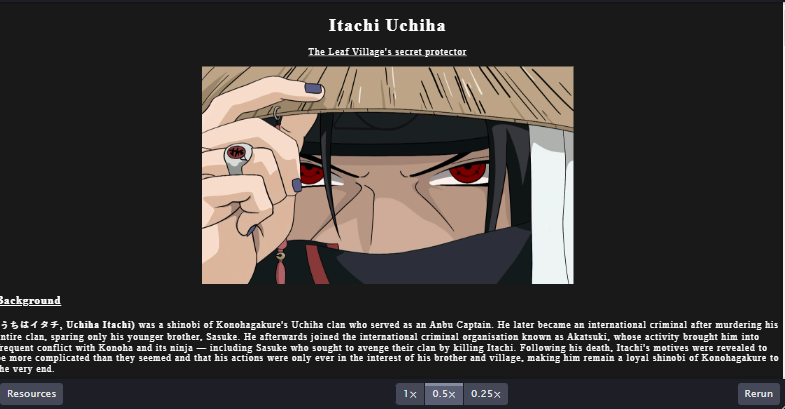 Itachi Uchiha
The Leaf Village's secret protector
Background
うちはイタチ, Uchiha Itachi) was a shinobi of Konohagakure's Uchiha clan who served as an Anbu Captain. He later became an international criminal after murdering his
ntire clan, sparing only his younger brother, Sasuke. He afterwards joined the international criminal organisation known as Akatsuki, whose activity brought him into
requent conflict with Konoha and its ninja — including Sasuke who sought to avenge their clan by killing Itachi. Following his death, Itachi's motives were revealed to
be more complicated than they seemed and that his actions were only ever in the interest of his brother and village, making him remain a loyal shinobi of Konohagakure to
he very end.
Resources 1× 0.5× 0.25× Rerun